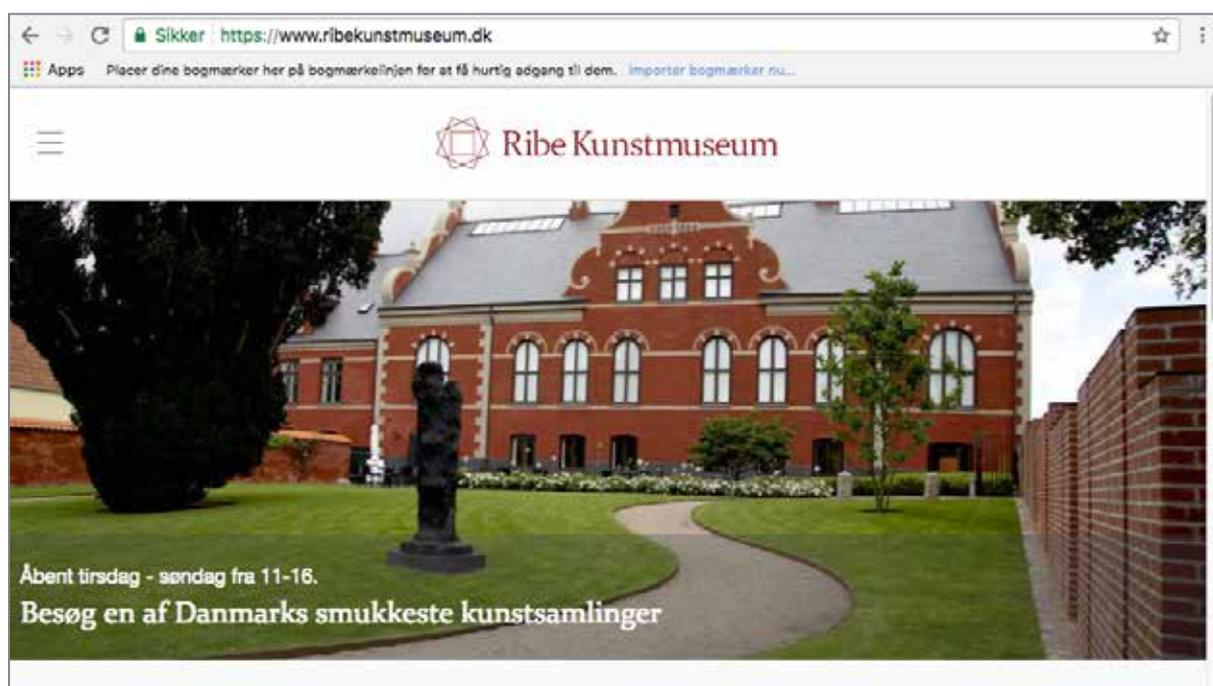 Sikker https://www.ribekunstmuseum.dk
Apps Placer dine bogmærker her på bogmærkelinjen for at få hurtig adgang til dem. Importer bogmærker nu...
Ribe Kunstmuseum
Åbent tirsdag - søndag fra 11-16.
Besøg en af Danmarks smukkeste kunstsamlinger